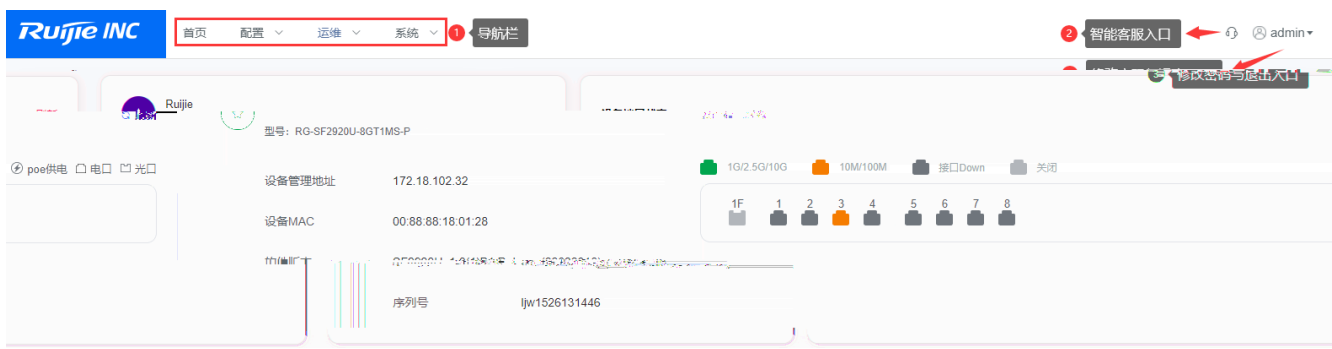 Ruijie INC 首页 配置 运维 系统 1 导航栏 2 智能客服入口 admin
3 修改密码与退出入口
Ruijie
型号: RG-SF2920U-8GT1MS-P
poe供电 电口 光口 1G/2.5G/10G 10M/100M 接口Down 关闭
设备管理地址 172.18.102.32
1F 1 2 3 4 5 6 7 8
设备MAC 00:88:88:18:01:28
序列号 ljw1526131446